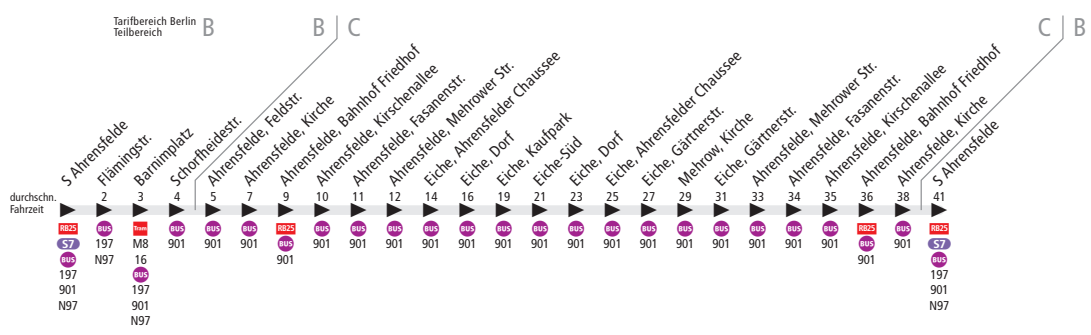 Tarifbereich Berlin
Teilbereich
B
B
C
C
B
S Ahrensfelde
Flämingstr.
Barnimplatz
Schorfheidestr.
Ahrensfelde, Feldstr.
Ahrensfelde, Kirche
Ahrensfelde, Bahnhof Friedhof
Ahrensfelde, Kirschenallee
Ahrensfelde, Fasanenstr.
Ahrensfelde, Mehrower Str.
Eiche, Ahrensfelder Chaussee
Eiche, Dorf
Eiche, Kaufpark
Eiche-Süd
Eiche, Dorf
Eiche, Ahrensfelder Chaussee
Eiche, Gärtnerstr.
Mehrow, Kirche
Eiche, Gärtnerstr.
Ahrensfelde, Mehrower Str.
Ahrensfelde, Fasanenstr.
Ahrensfelde, Kirschenallee
Ahrensfelde, Bahnhof Friedhof
Ahrensfelde, Kirche
S Ahrensfelde
durchschn. 2 3 4 5 7 9 10 11 12 14 16 19 21 23 25 27 29 31 33 34 35 36 38 41
Fahrzeit
RB25 BUS Tram BUS BUS BUS RB25 BUS BUS BUS BUS BUS BUS BUS BUS BUS BUS BUS BUS BUS BUS BUS RB25 BUS RB25
S7 197 M8 901 901 901 BUS 901 901 901 901 901 901 901 901 901 901 901 901 901 901 901 BUS 901 S7
BUS N97 16 901 901 BUS
197 BUS 197
901 197 901
N97 901 N97
N97